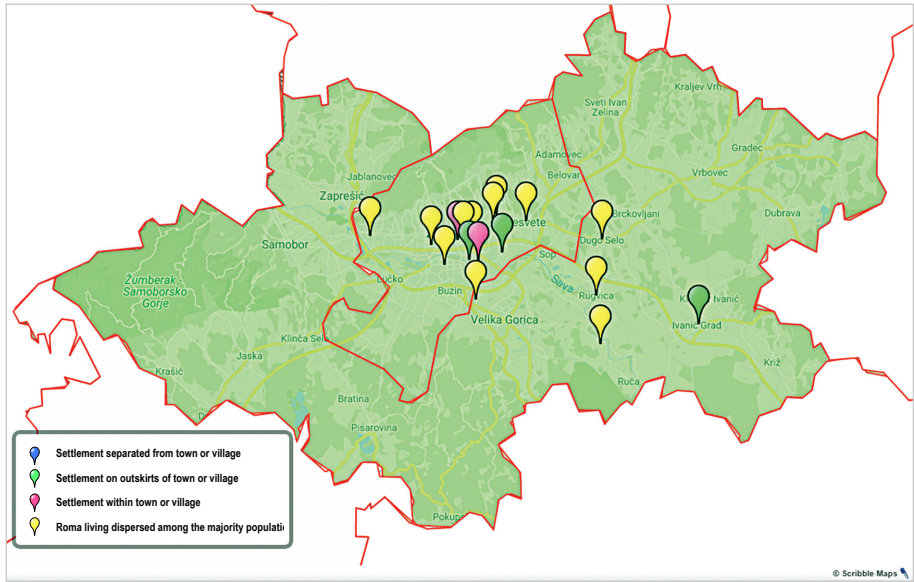 Kraljev Vrh
Sveti Ivan
Zelina
Gradec
Adamovec
Vrbovec
Jablanovec
Belovar
Zaprešić
Brckovljani
Dubrava
esvete
Samobor
Dugo Selo
Sop
Žumberak -
Samoborsko
Gorje
Lučko
Sava
Buzin
Rugvica
Ivanić
Velika Gorica
Ivanić Grad
Klinča Sela
Jaska
Križ
Krašić
Ruča
Bratina
Pisarovina
Pokups
Settlement separated from town or village
Settlement on outskirts of town or village
Settlement within town or village
Roma living dispersed among the majority populati
© Scribble Maps